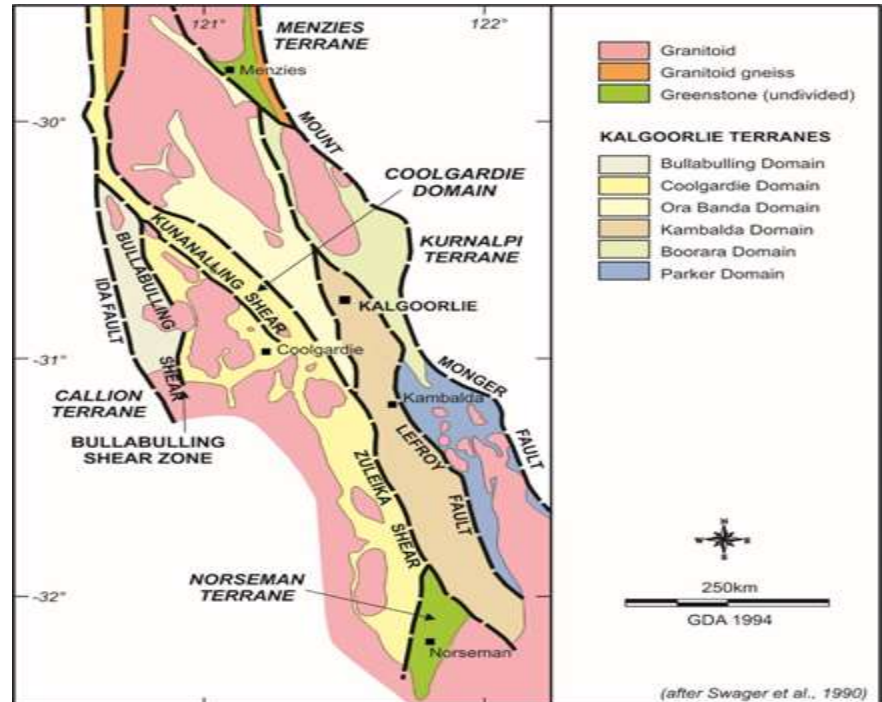 121°
122°
-30°
-31°
-32°
MENZIES
TERRANE
Menzies
MOUNT
COOLGARDIE
DOMAIN
KUNANALLING SHEAR
KURNALPI
TERRANE
BULLABULLING
SHEAR
IDA FAULT
KALGOORLIE
Coolgardie
MONGER
FAULT
CALLION
TERRANE
Kambalda
BULLABULLING
SHEAR ZONE
LEFROY
FAULT
ZULEIKA
SHEAR
NORSEMAN
TERRANE
Norseman
Granitoid
Granitoid gneiss
Greenstone (undivided)
KALGOORLIE TERRANES
Bullabulling Domain
Coolgardie Domain
Ora Banda Domain
Kambalda Domain
Boorara Domain
Parker Domain
250km
GDA 1994
(after Swager et al., 1990)